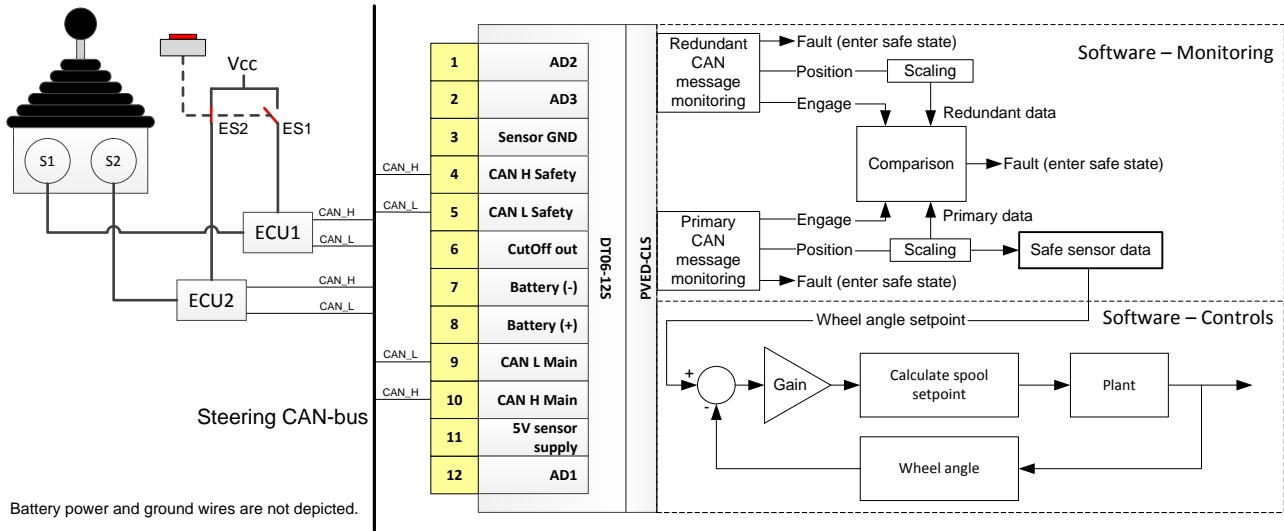 Vcc
ES2
ES1
S1
S2
ECU1
ECU2
CAN_H
CAN_L
CAN_H
CAN_L
Steering CAN-bus
Battery power and ground wires are not depicted.
CAN_H
CAN_L
CAN_L
CAN_H
1 AD2
2 AD3
3 Sensor GND
4 CAN H Safety
5 CAN L Safety
6 CutOff out
7 Battery (-)
8 Battery (+)
9 CAN L Main
10 CAN H Main
11 5V sensor
supply
12 AD1
DT06-12S
PVED-CLS
Software – Monitoring
Redundant
CAN
message
monitoring
Fault (enter safe state)
Position
Scaling
Engage
Redundant data
Comparison
Fault (enter safe state)
Primary
CAN
message
monitoring
Engage
Primary data
Position
Scaling
Safe sensor data
Fault (enter safe state)
Software – Controls
Wheel angle setpoint
+
-
Gain
Calculate spool
setpoint
Plant
Wheel angle